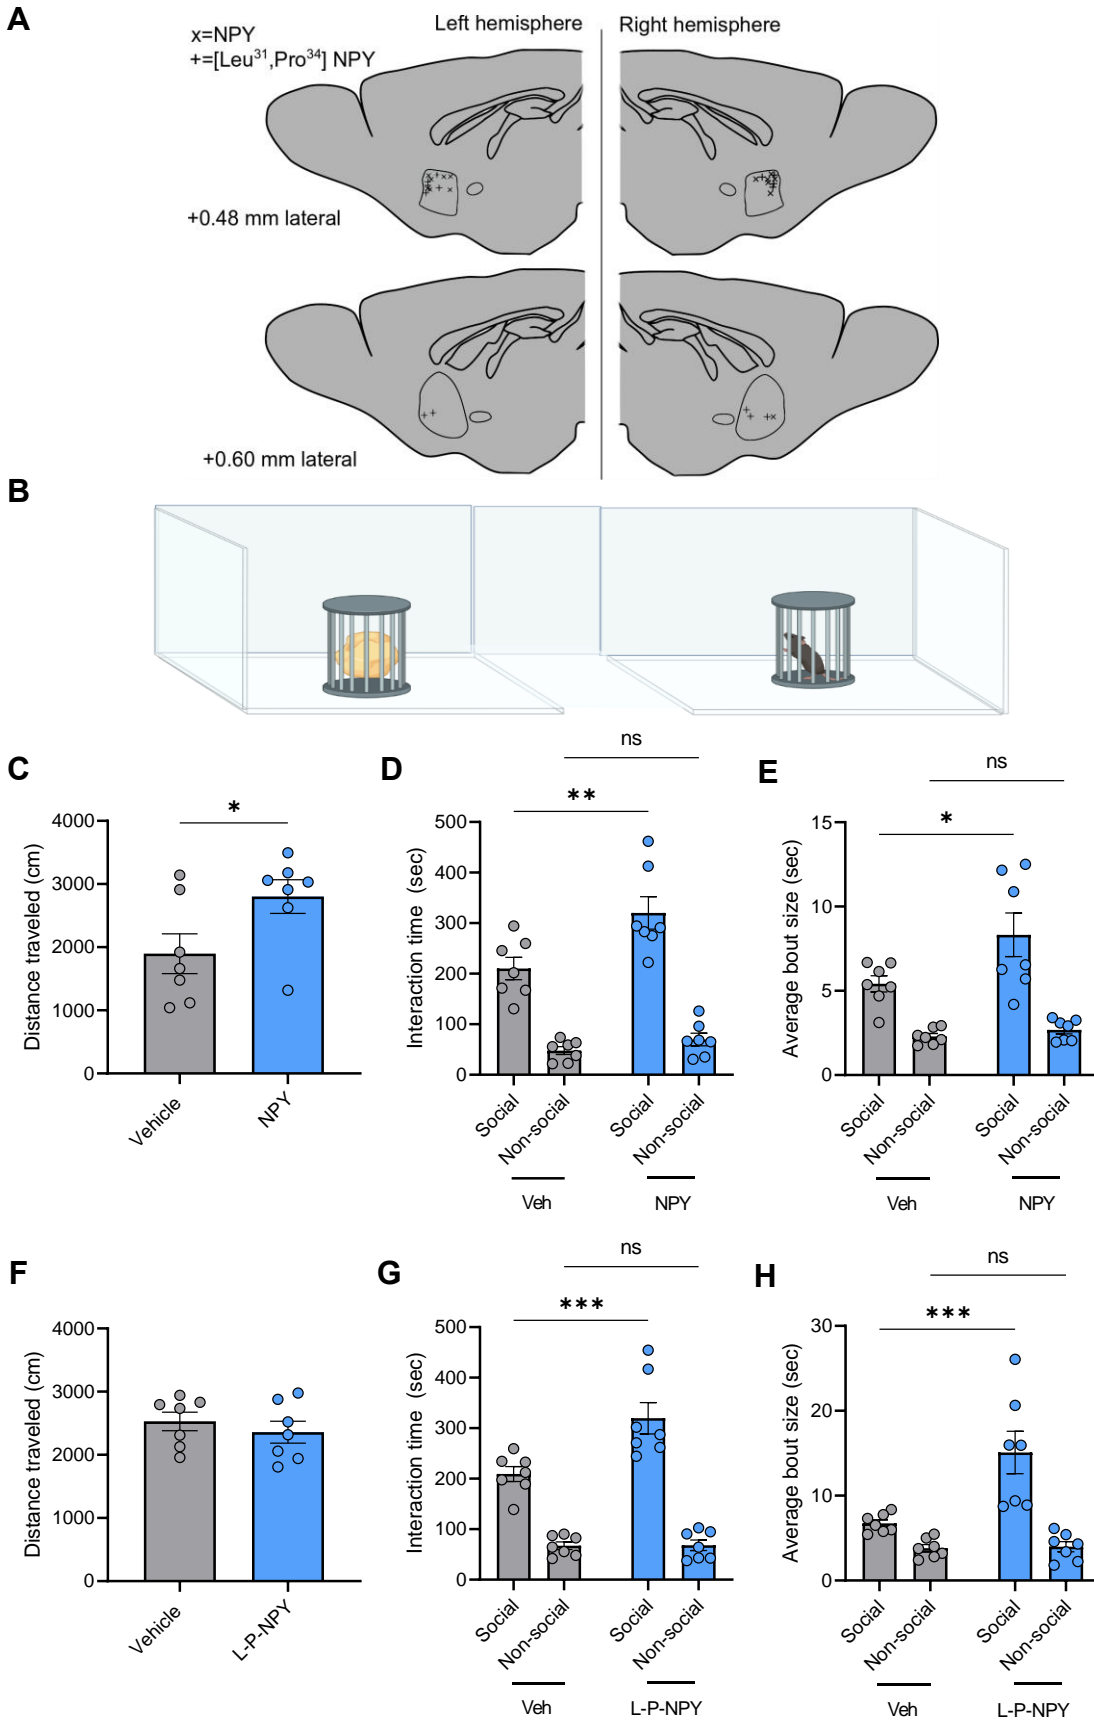 A
Left hemisphere
Right hemisphere
x=NPY
+=[Leu31,Pro34] NPY
+0.48 mm lateral
+0.60 mm lateral
B
C
*
Distance traveled (cm)
4000
3000
2000
1000
0
Vehicle
NPY
D
ns
**
Interaction time (sec)
500
400
300
200
100
0
Social
Non-social
Social
Non-social
Veh
NPY
E
ns
*
Average bout size (sec)
15
10
5
0
Social
Non-social
Social
Non-social
Veh
NPY
F
Distance traveled (cm)
4000
3000
2000
1000
0
Vehicle
L-P-NPY
G
ns
***
Interaction time (sec)
500
400
300
200
100
0
Social
Non-social
Social
Non-social
Veh
L-P-NPY
H
ns
***
Average bout size (sec)
30
20
10
0
Social
Non-social
Social
Non-social
Veh
L-P-NPY